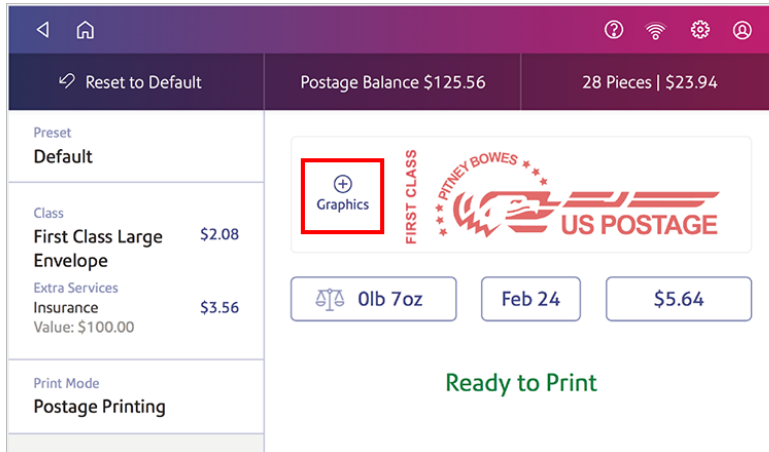 Reset to Default
Postage Balance $125.56
28 Pieces | $23.94
Preset
Default
Class
First Class Large $2.08
Envelope
Extra Services
Insurance $3.56
Value: $100.00
Print Mode
Postage Printing
Graphics
FIRST CLASS
PITNEY BOWES
US POSTAGE
0lb 7oz
Feb 24
$5.64
Ready to Print